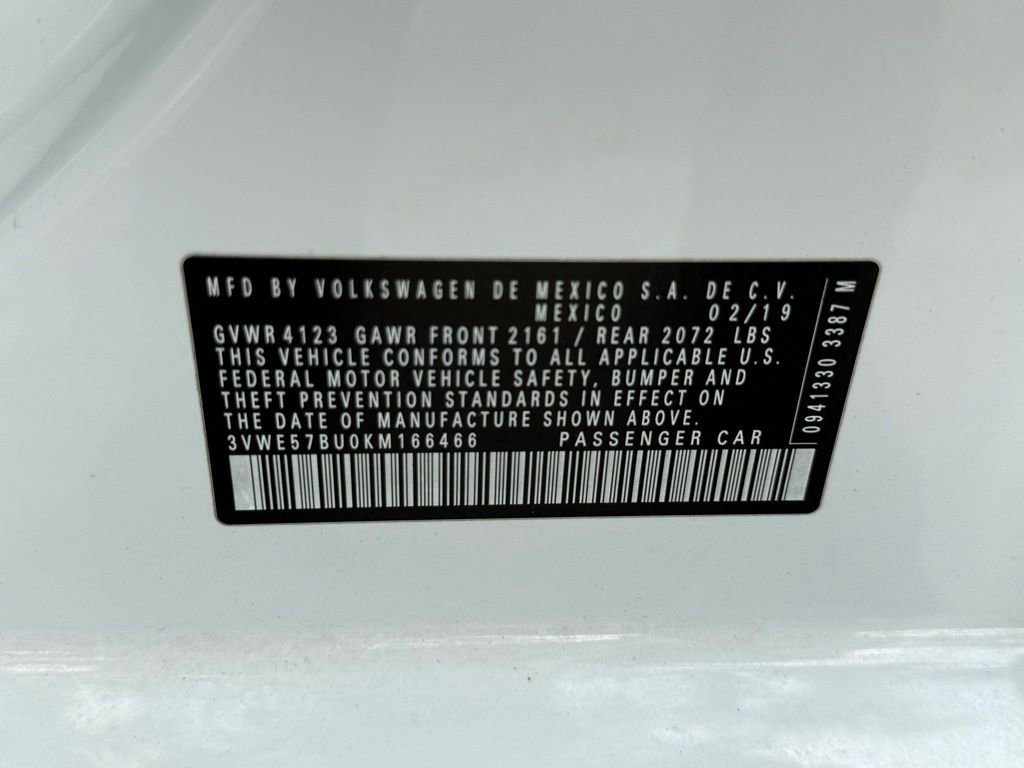 MFD BY VOLKSWAGEN DE MEXICO S.A. DE C.V.
MEXICO 02/19
GVWR 4123 GAWR FRONT 2161 / REAR 2072 LBS
THIS VEHICLE CONFORMS TO ALL APPLICABLE U.S.
FEDERAL MOTOR VEHICLE SAFETY, BUMPER AND
THEFT PREVENTION STANDARDS IN EFFECT ON
THE DATE OF MANUFACTURE SHOWN ABOVE.
3VWE57BU0KM166466 PASSENGER CAR
0941330 3387 M